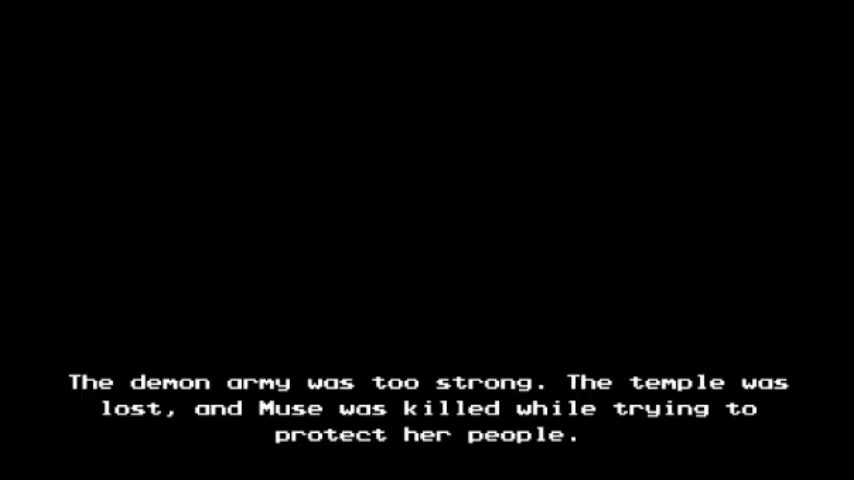 The demon army was too strong. The temple was
lost, and Muse was killed while trying to
protect her people.